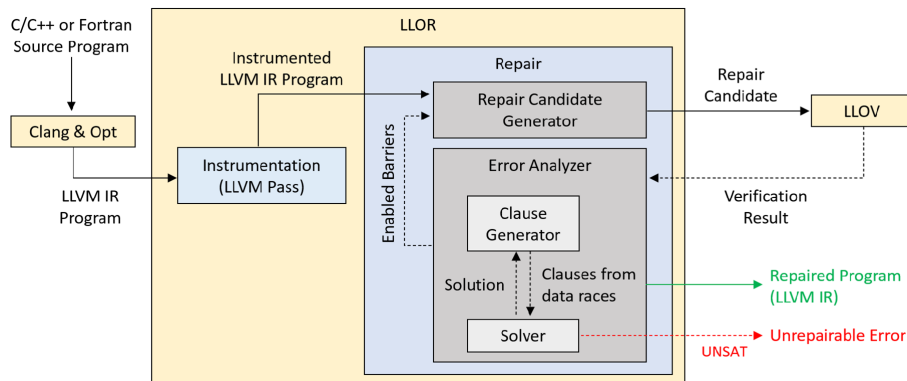 C/C++ or Fortran
Source Program
LLOR
Instrumented
LLVM IR Program
Repair
Repair
Candidate
Repair Candidate
Generator
LLOV
Clang & Opt
Enabled Barriers
Error Analyzer
Instrumentation
(LLVM Pass)
LLVM IR
Program
Verification
Result
Clause
Generator
Solution
Clauses from
data races
Repaired Program
(LLVM IR)
Solver
UNSAT
Unrepairable Error